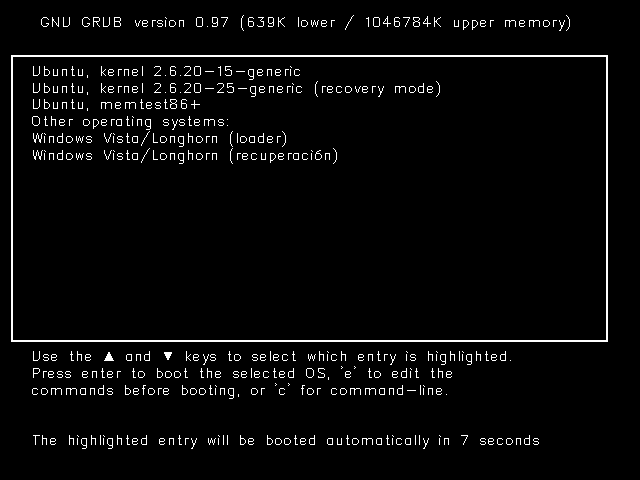 GNU GRUB version 0.97 (639K lower / 1046784K upper memory)
Ubuntu, kernel 2.6.20-15-generic
Ubuntu, kernel 2.6.20-25-generic (recovery mode)
Ubuntu, memtest86+
Other operating systems:
Windows Vista/Longhorn (loader)
Windows Vista/Longhorn (recuperación)
Use the ▲ and ▼ keys to select which entry is highlighted.
Press enter to boot the selected OS, 'e' to edit the
commands before booting, or 'c' for command-line.
The highlighted entry will be booted automatically in 7 seconds